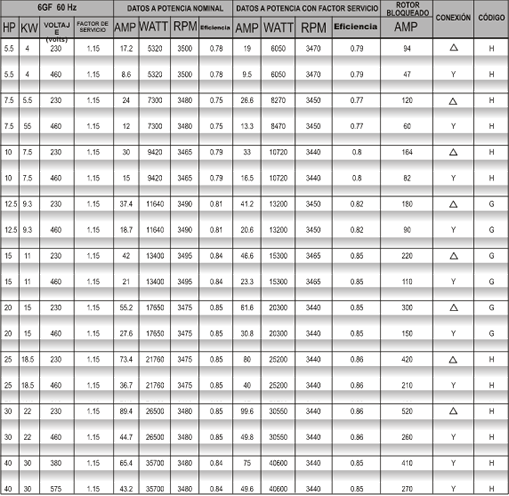 6GF 60 Hz DATOS A POTENCIA NOMINAL DATOS A POTENCIA CON FACTOR SERVICIO ROTOR BLOQUEADO CONEXIÓN CÓDIGO
HP KW VOLTAJE (Volts) FACTOR DE SERVICIO AMP WATT RPM Eficiencia AMP WATT RPM Eficiencia AMP
5.5 4 230 1.15 17.2 5320 3500 0.78 19 6050 3470 0.79 94 △ H
5.5 4 460 1.15 8.6 5320 3500 0.78 9.5 6050 3470 0.79 47 Y H
7.5 5.5 230 1.15 24 7300 3480 0.75 26.6 8270 3450 0.77 120 △ H
7.5 55 460 1.15 12 7300 3480 0.75 13.3 8470 3450 0.77 60 Y H
10 7.5 230 1.15 30 9420 3465 0.79 33 10720 3440 0.8 164 △ H
10 7.5 460 1.15 15 9420 3465 0.79 16.5 10720 3440 0.8 82 Y H
12.5 9.3 230 1.15 37.4 11640 3490 0.81 41.2 13200 3450 0.82 180 △ G
12.5 9.3 460 1.15 18.7 11640 3490 0.81 20.6 13200 3450 0.82 90 Y G
15 11 230 1.15 42 13400 3495 0.84 46.6 15300 3465 0.85 220 △ G
15 11 460 1.15 21 13400 3495 0.84 23.3 15300 3465 0.85 110 Y G
20 15 230 1.15 55.2 17650 3475 0.85 61.6 20300 3440 0.85 300 △ G
20 15 460 1.15 27.6 17650 3475 0.85 30.8 20300 3440 0.85 150 Y G
25 18.5 230 1.15 73.4 21760 3475 0.85 80 25200 3440 0.86 420 △ H
25 18.5 460 1.15 36.7 21760 3475 0.85 40 25200 3440 0.86 210 Y H
30 22 230 1.15 89.4 26500 3480 0.85 99.6 30550 3440 0.86 520 △ H
30 22 460 1.15 44.7 26500 3480 0.85 49.8 30550 3440 0.86 260 Y H
40 30 380 1.15 65.4 35700 3480 0.84 75 40600 3440 0.85 410 Y H
40 30 575 1.15 43.2 35700 3480 0.84 49.6 40600 3440 0.85 270 Y H